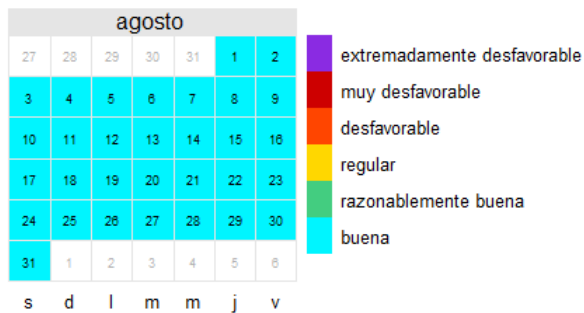 agosto
27 28 29 30 31 1 2
3 4 5 6 7 8 9
10 11 12 13 14 15 16
17 18 19 20 21 22 23
24 25 26 27 28 29 30
31 1 2 3 4 5 6
s d l m m j v
extremadamente desfavorable
muy desfavorable
desfavorable
regular
razonablemente buena
buena